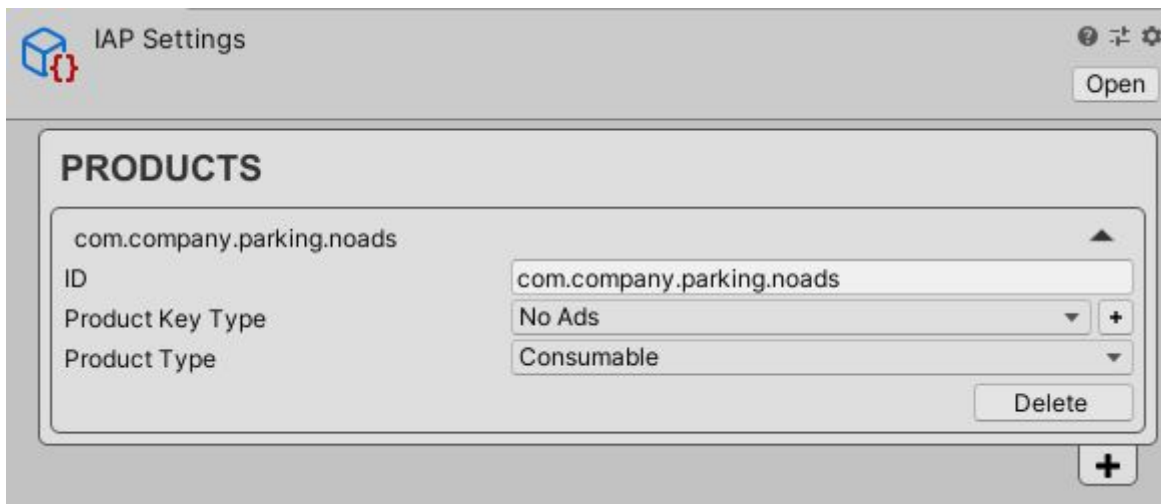 IAP Settings
Open
PRODUCTS
com.company.parking.noads
ID com.company.parking.noads
Product Key Type No Ads
Product Type Consumable
Delete